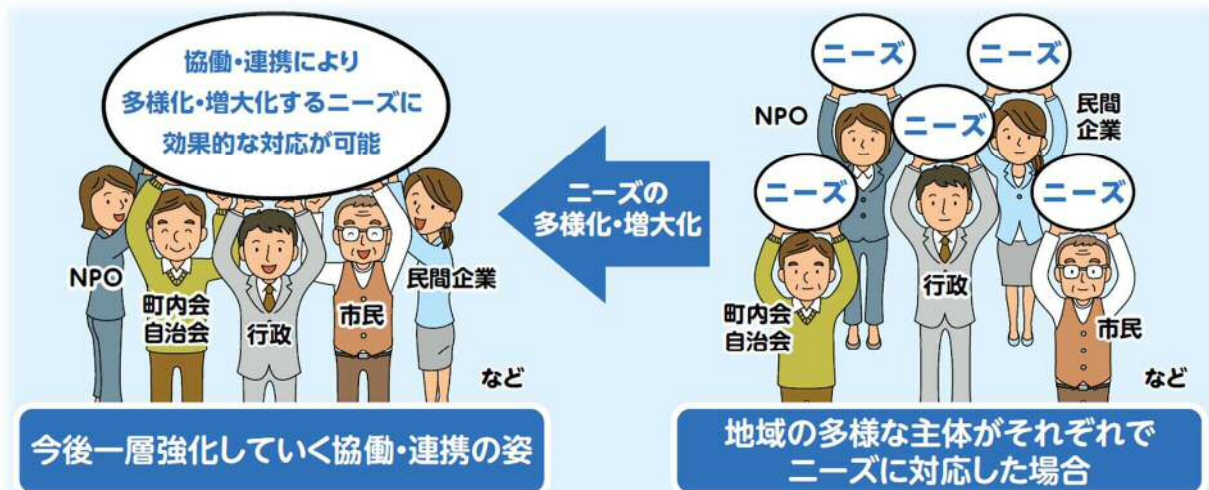 協働・連携により
多様化・増大化するニーズに
効果的な対応が可能
NPO
町内会
自治会
行政
市民
民間企業
など
今後一層強化していく協働・連携の姿
ニーズの
多様化・増大化
ニーズ
ニーズ
NPO
ニーズ
民間
企業
ニーズ
ニーズ
町内会
自治会
行政
市民
など
地域の多様な主体がそれぞれで
ニーズに対応した場合